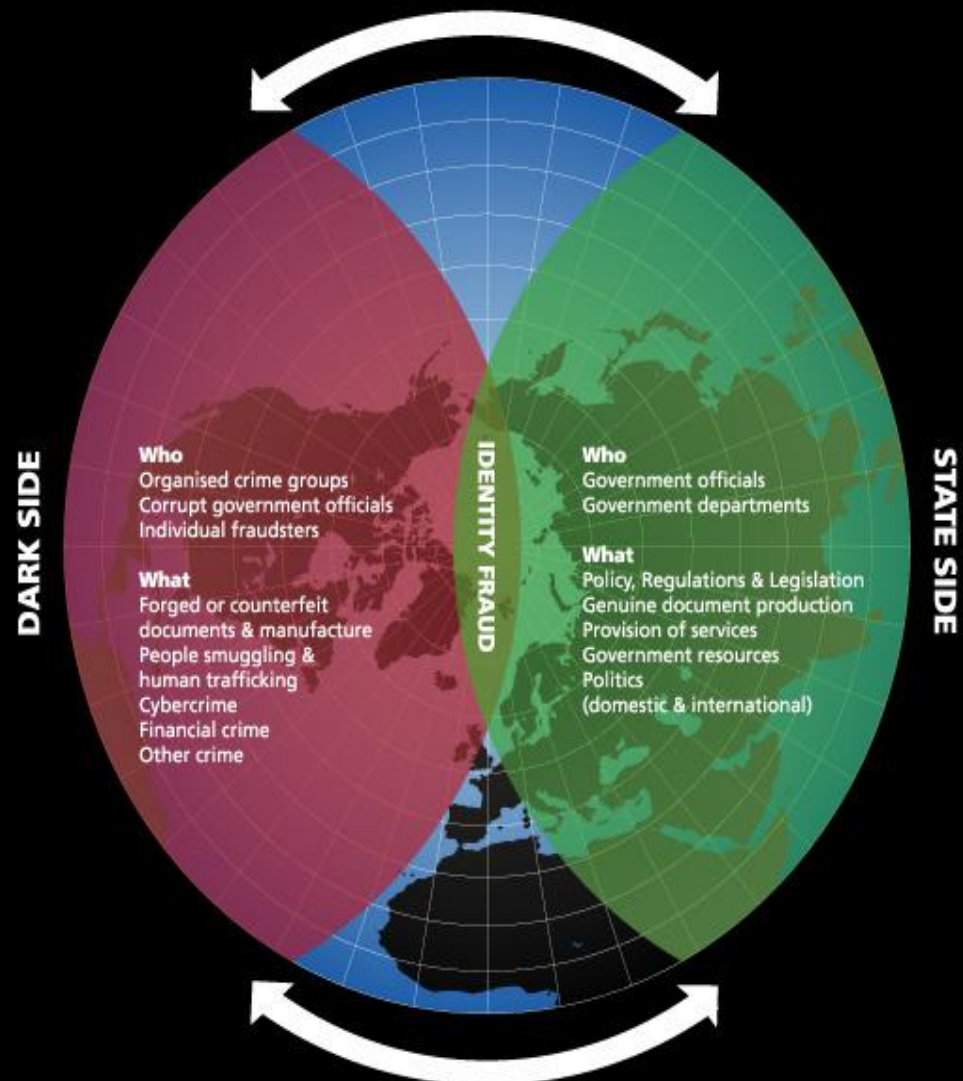 DARK SIDE
Who
Organised crime groups
Corrupt government officials
Individual fraudsters
What
Forged or counterfeit
documents & manufacture
People smuggling &
human trafficking
Cybercrime
Financial crime
Other crime
IDENTITY FRAUD
Who
Government officials
Government departments
What
Policy, Regulations & Legislation
Genuine document production
Provision of services
Government resources
Politics
(domestic & international)
STATE SIDE